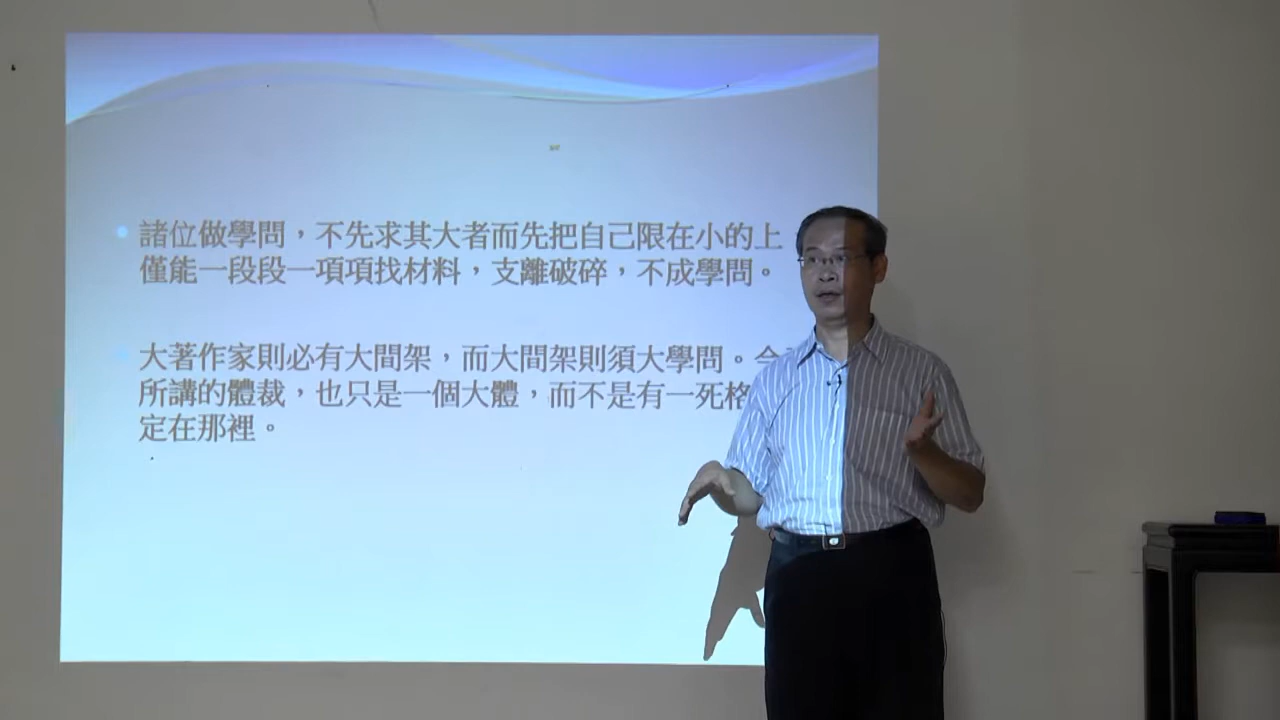 諸位做學問，不先求其大者而先把自己限在小的上
僅能一段段一項項找材料，支離破碎，不成學問。
大著作家則必有大間架，而大間架則須大學問。今
所講的體裁，也只是一個大體，而不是有一死格
定在那裡。